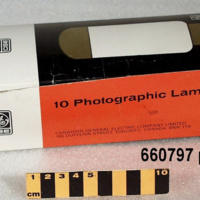 10 Photographic Lam
CANADIAN GENERAL ELECTRIC COMPANY LIMITED
660797 p
1 2 3 4 5 10
cm